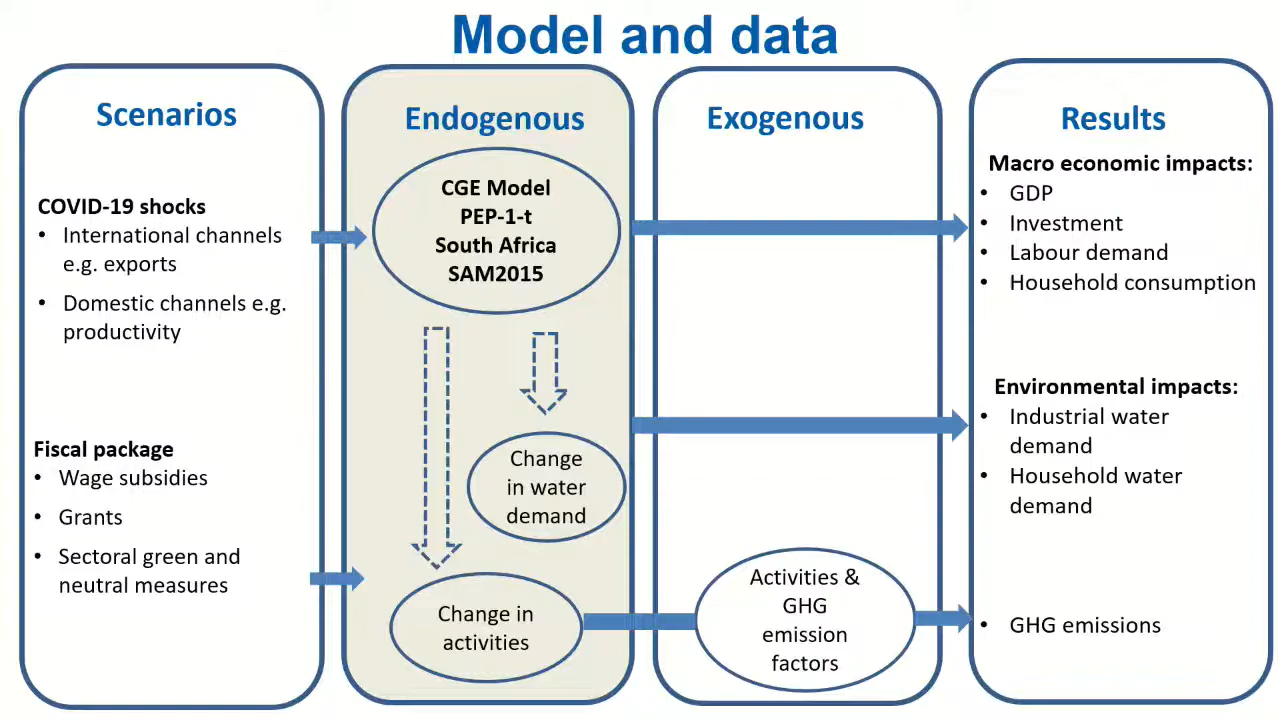 Model and data
Scenarios
COVID-19 shocks
• International channels
e.g. exports
• Domestic channels e.g.
productivity
Fiscal package
• Wage subsidies
• Grants
• Sectoral green and
neutral measures
Endogenous
CGE Model
PEP-1-t
South Africa
SAM2015
Change
in water
demand
Change in
activities
Exogenous
Activities &
GHG
emission
factors
Results
Macro economic impacts:
• GDP
• Investment
• Labour demand
• Household consumption
Environmental impacts:
• Industrial water
demand
• Household water
demand
• GHG emissions